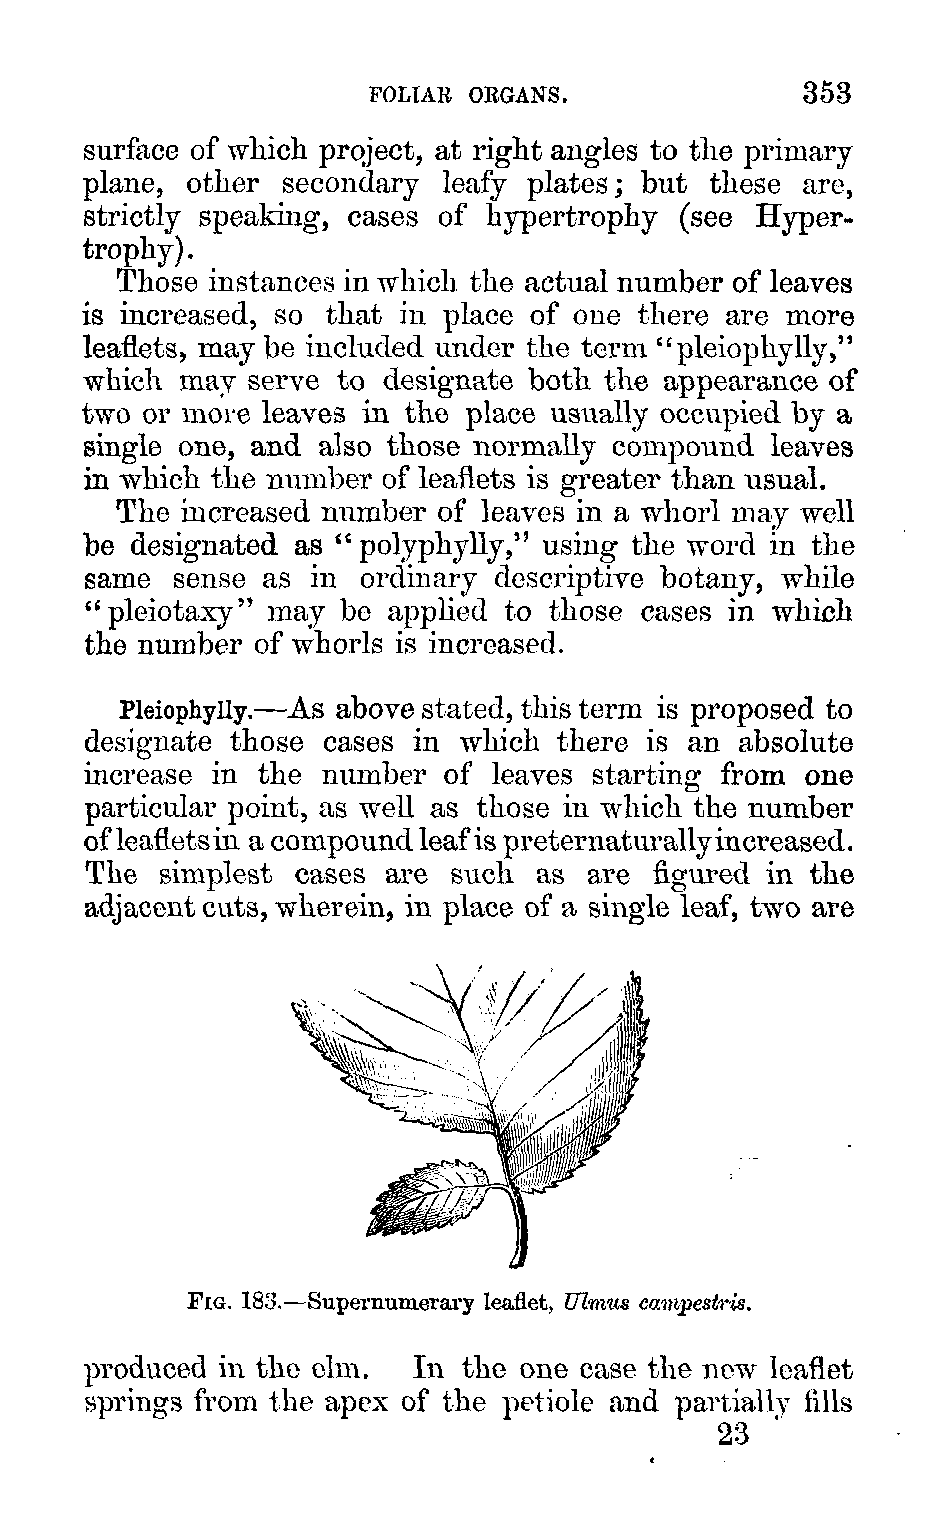 FOLIAR ORGANS. 353
surface of which project, at right angles to the primary
plane, other secondary leafy plates; but these are,
strictly speaking, cases of hypertrophy (see Hyper-
trophy).
Those instances in which the actual number of leaves
is increased, so that in place of one there are more
leaflets, may be included under the term “pleiophylly,”
which may serve to designate both the appearance of
two or more leaves in the place usually occupied by a
single one, and also those normally compound leaves
in which the number of leaflets is greater than usual.
The increased number of leaves in a whorl may well
be designated as “polyphylly,” using the word in the
same sense as in ordinary descriptive botany, while
“pleiotaxy” may be applied to those cases in which
the number of whorls is increased.
Pleiophylly.—As above stated, this term is proposed to
designate those cases in which there is an absolute
increase in the number of leaves starting from one
particular point, as well as those in which the number
of leaflets in a compound leaf is preternaturally increased.
The simplest cases are such as are figured in the
adjacent cuts, wherein, in place of a single leaf, two are
FIG. 183.—Supernumerary leaflet, Ulmus campestris.
produced in the elm. In the one case the new leaflet
springs from the apex of the petiole and partially fills
23